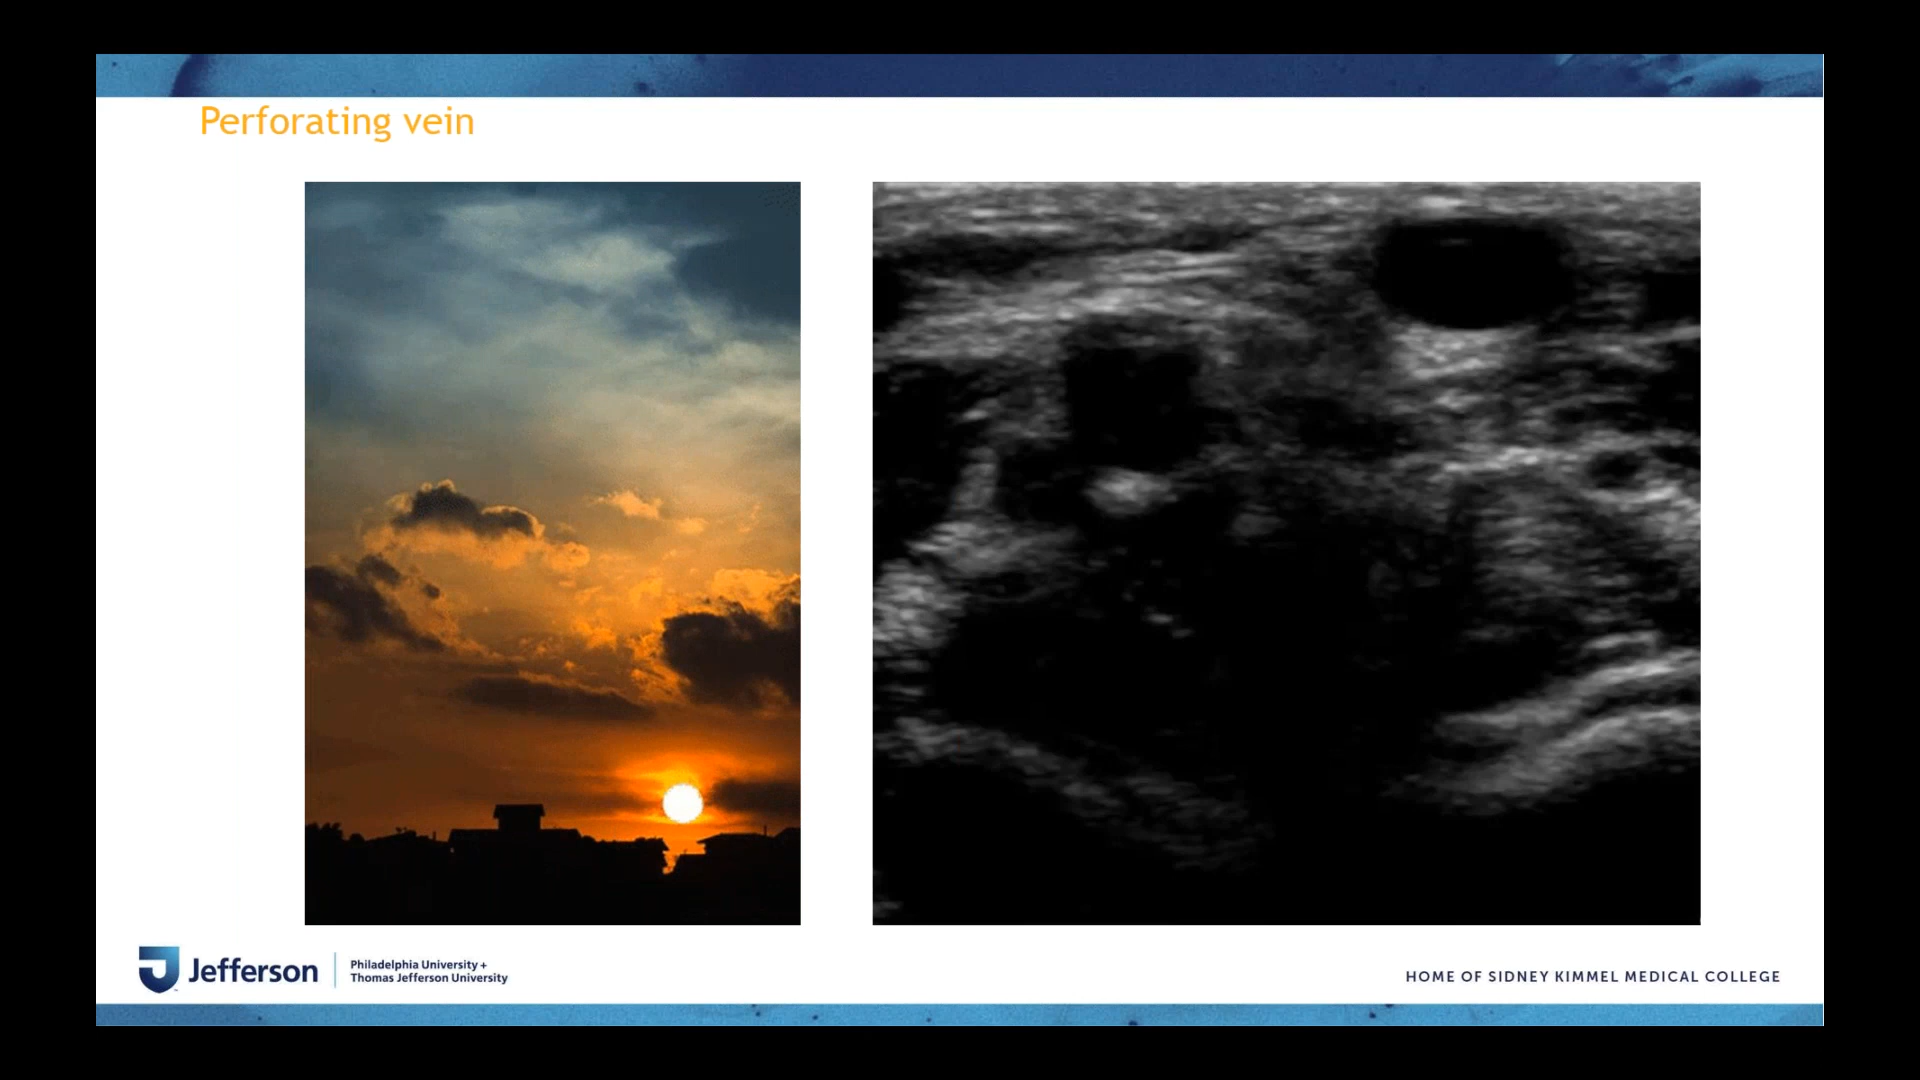 Perforating vein
Jefferson
Philadelphia University +
Thomas Jefferson University
HOME OF SIDNEY KIMMEL MEDICAL COLLEGE